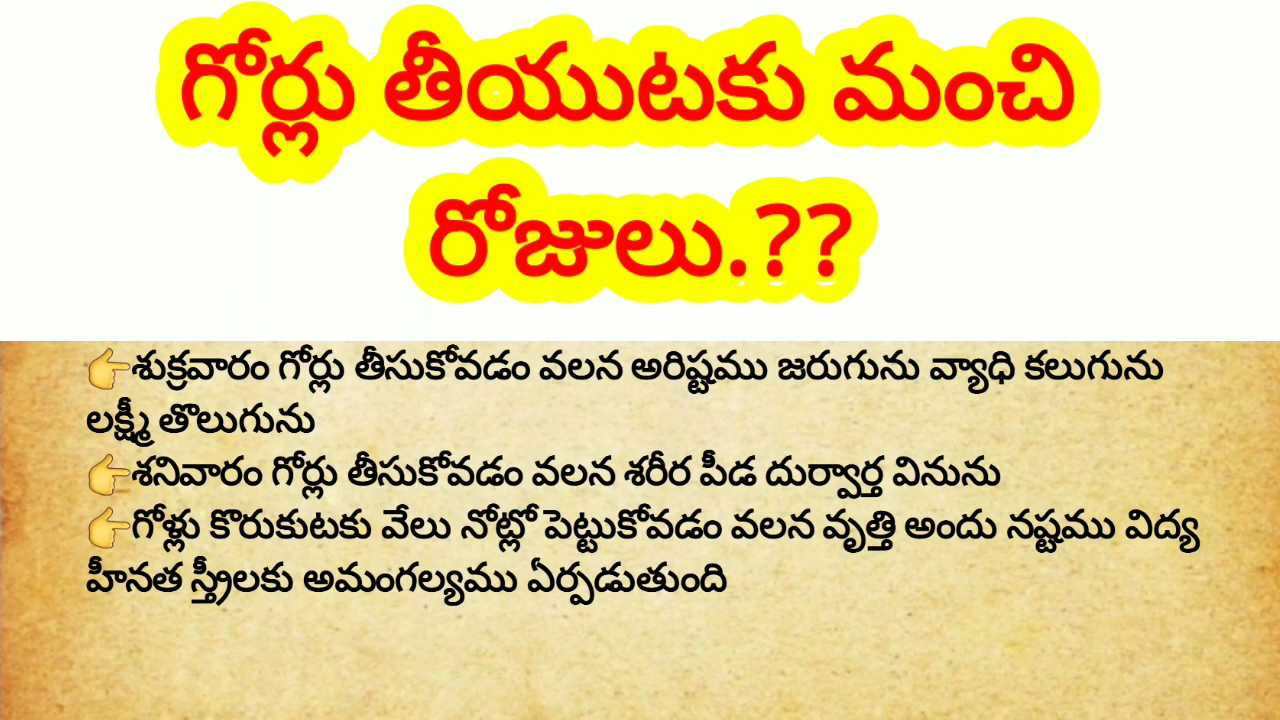 గోర్లు తీయుటకు మంచి
రోజులు.??
👉శుక్రవారం గోర్లు తీసుకోవడం వలన అరిష్టము జరుగును వ్యాధి కలుగును
లక్ష్మీ తొలుగును
👉శనివారం గోర్లు తీసుకోవడం వలన శరీర పీడ దుర్వార్త వినును
👉గోళ్లు కొరుకుటకు వేలు నోట్లో పెట్టుకోవడం వలన వృత్తి అందు నష్టము విద్య
హీనత స్త్రీలకు అమంగల్యము ఏర్పడుతుంది